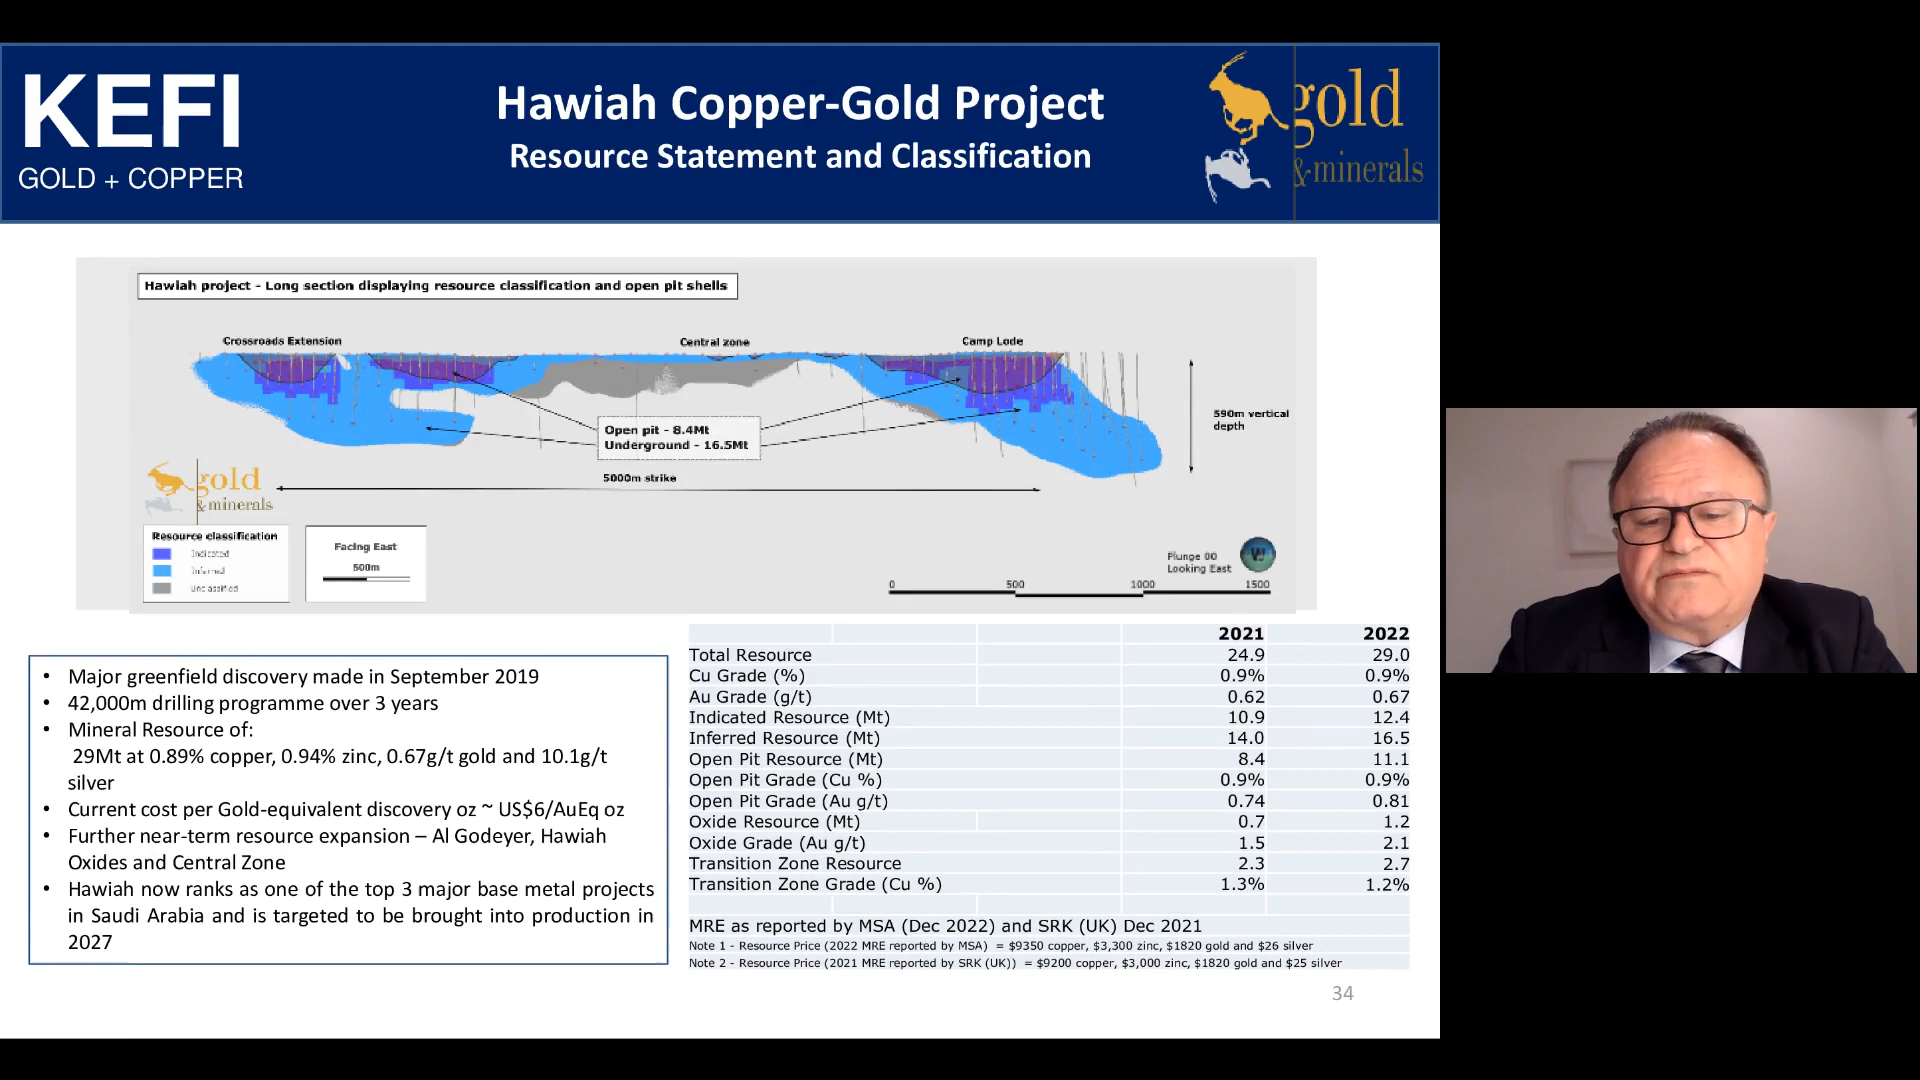 KEFI
GOLD + COPPER
Hawiah Copper-Gold Project
Resource Statement and Classification
gold
&minerals
Hawiah project - Long section displaying resource classification and open pit shells
Crossroads Extension
Central zone
Camp Lode
Open pit - 8.4Mt
Underground - 16.5Mt
590m vertical
depth
5000m strike
gold
&minerals
Resource classification
Indicated
Inferred
Unclassified
Facing East
500m
Plunge 00
Looking East
0 500 1000 1500
• Major greenfield discovery made in September 2019
• 42,000m drilling programme over 3 years
• Mineral Resource of:
29Mt at 0.89% copper, 0.94% zinc, 0.67g/t gold and 10.1g/t
silver
• Current cost per Gold-equivalent discovery oz ~ US$6/AuEq oz
• Further near-term resource expansion – Al Godeyer, Hawiah
Oxides and Central Zone
• Hawiah now ranks as one of the top 3 major base metal projects
in Saudi Arabia and is targeted to be brought into production in
2027
2021 2022
Total Resource 24.9 29.0
Cu Grade (%) 0.9% 0.9%
Au Grade (g/t) 0.62 0.67
Indicated Resource (Mt) 10.9 12.4
Inferred Resource (Mt) 14.0 16.5
Open Pit Resource (Mt) 8.4 11.1
Open Pit Grade (Cu %) 0.9% 0.9%
Open Pit Grade (Au g/t) 0.74 0.81
Oxide Resource (Mt) 0.7 1.2
Oxide Grade (Au g/t) 1.5 2.1
Transition Zone Resource 2.3 2.7
Transition Zone Grade (Cu %) 1.3% 1.2%
MRE as reported by MSA (Dec 2022) and SRK (UK) Dec 2021
Note 1 - Resource Price (2022 MRE reported by MSA) = $9350 copper, $3,300 zinc, $1820 gold and $26 silver
Note 2 - Resource Price (2021 MRE reported by SRK (UK)) = $9200 copper, $3,000 zinc, $1820 gold and $25 silver
34